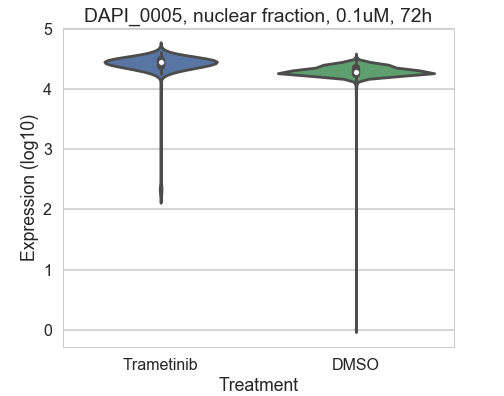 DAPI_0005, nuclear fraction, 0.1uM, 72h
5
4
3
2
1
0
Expression (log10)
Trametinib DMSO
Treatment